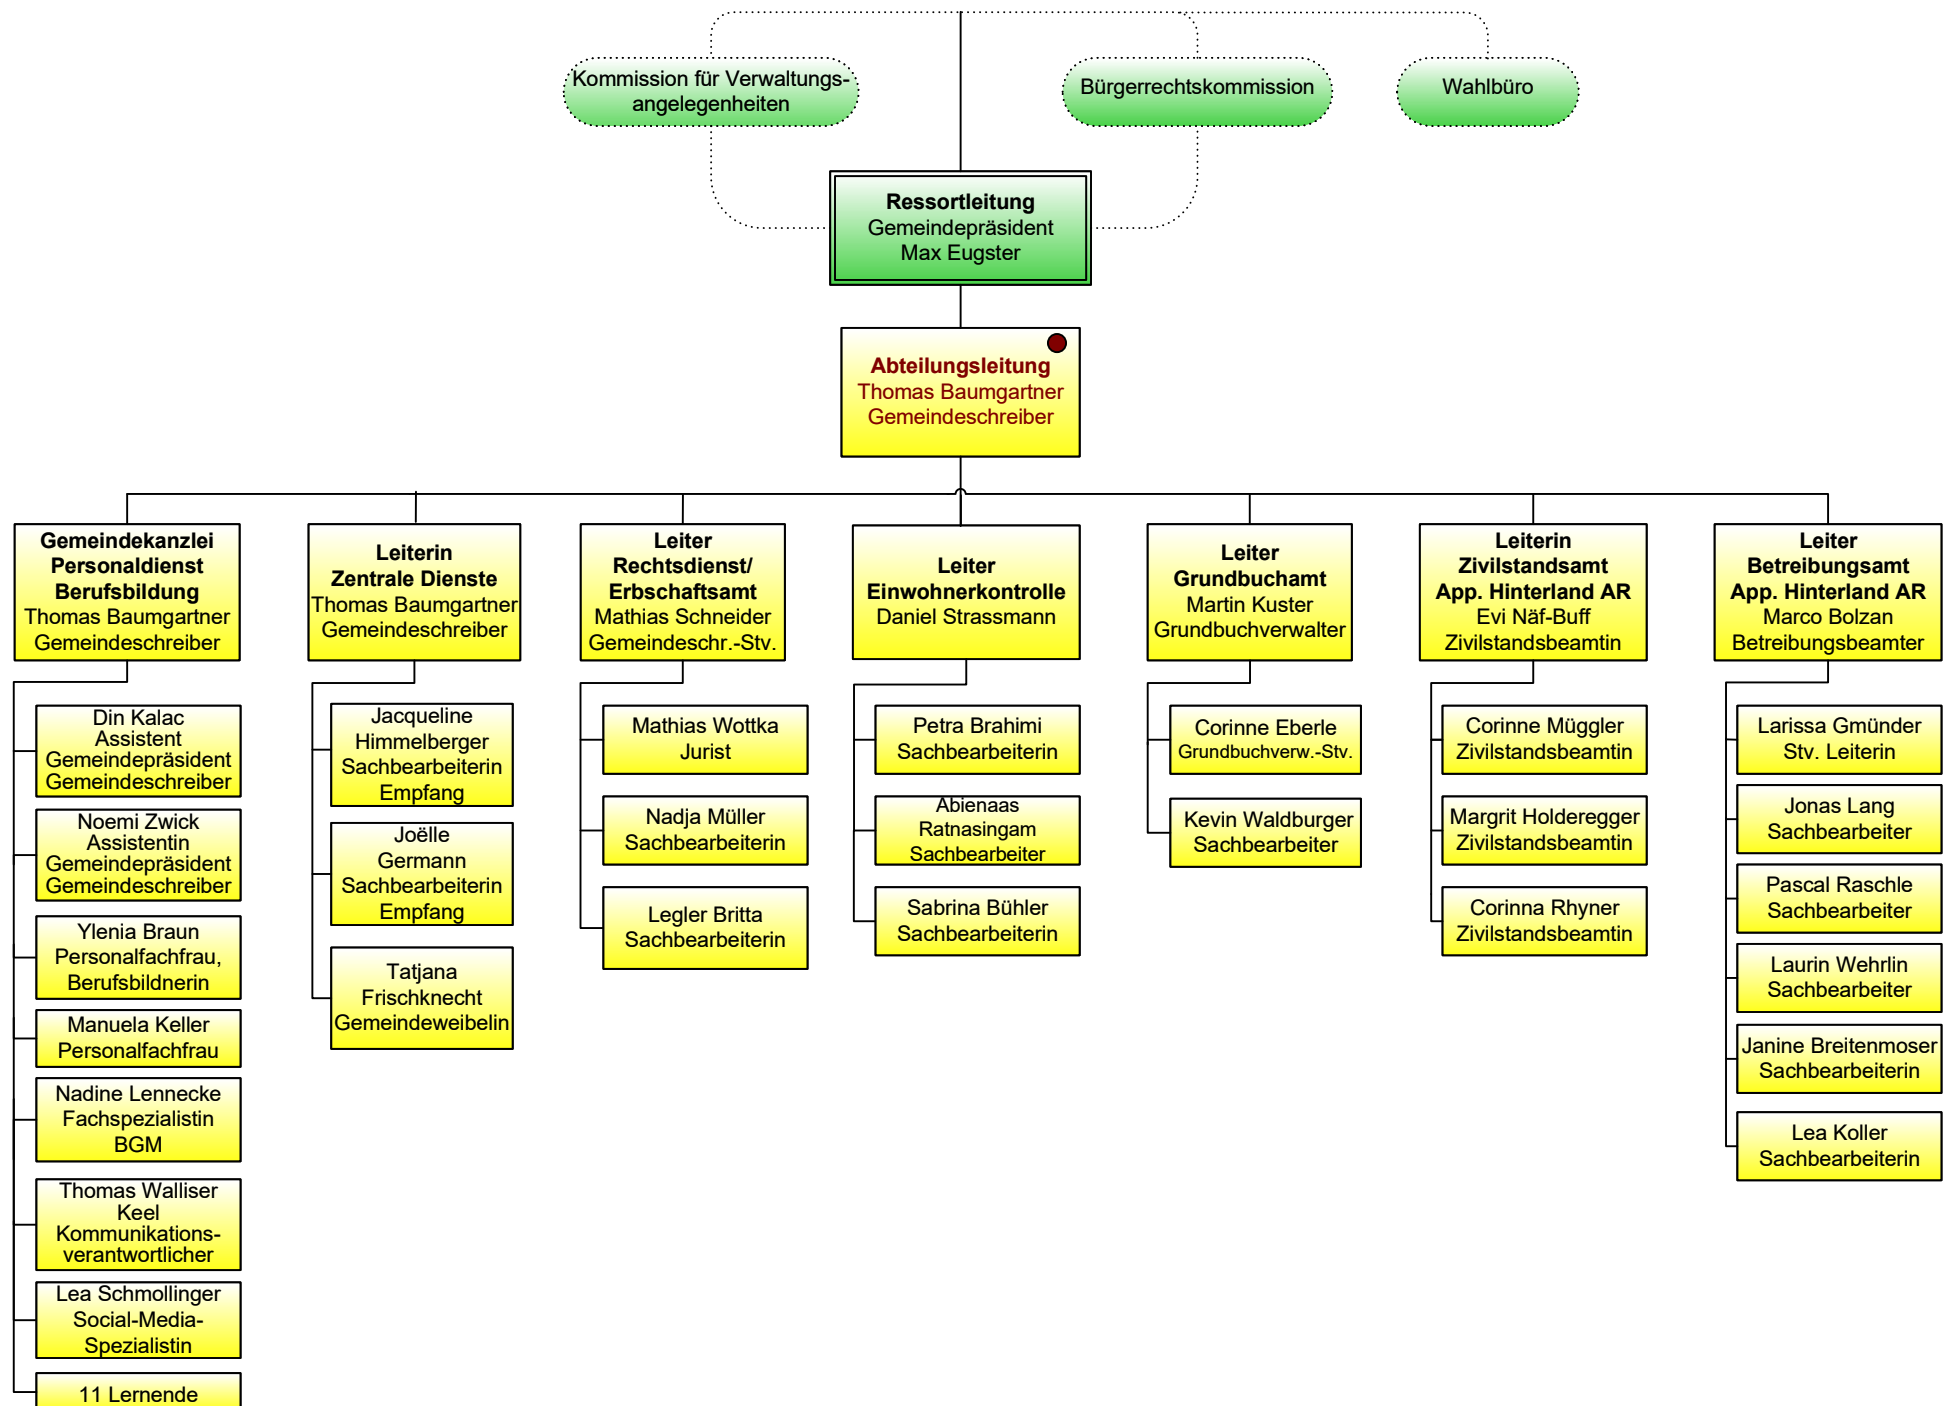 Kommission für Verwaltungs-
angelegenheiten
Bürgerrechtskommission
Wahlbüro
Ressortleitung
Gemeindepräsident
Max Eugster
Abteilungsleitung
Thomas Baumgartner
Gemeindeschreiber
Gemeindekanzlei
Personaldienst
Berufsbildung
Thomas Baumgartner
Gemeindeschreiber
Din Kalac
Assistent
Gemeindepräsident
Gemeindeschreiber
Noemi Zwick
Assistentin
Gemeindepräsident
Gemeindeschreiber
Ylenia Braun
Personalfachfrau,
Berufsbildnerin
Manuela Keller
Personalfachfrau
Nadine Lennecke
Fachspezialistin
BGM
Thomas Walliser
Keel
Kommunikations-
verantwortlicher
Lea Schmollinger
Social-Media-
Spezialistin
11 Lernende
Leiterin
Zentrale Dienste
Thomas Baumgartner
Gemeindeschreiber
Jacqueline
Himmelberger
Sachbearbeiterin
Empfang
Joëlle
Germann
Sachbearbeiterin
Empfang
Tatjana
Frischknecht
Gemeindeweibelin
Leiter
Rechtsdienst/
Erbschaftsamt
Mathias Schneider
Gemeindeschr.-Stv.
Mathias Wottka
Jurist
Nadja Müller
Sachbearbeiterin
Legler Britta
Sachbearbeiterin
Leiter
Einwohnerkontrolle
Daniel Strassmann
Petra Brahimi
Sachbearbeiterin
Abienaas
Ratnasingam
Sachbearbeiter
Sabrina Bühler
Sachbearbeiterin
Leiter
Grundbuchamt
Martin Kuster
Grundbuchverwalter
Corinne Eberle
Grundbuchverw.-Stv.
Kevin Waldburger
Sachbearbeiter
Leiterin
Zivilstandsamt
App. Hinterland AR
Evi Näf-Buff
Zivilstandsbeamtin
Corinne Müggler
Zivilstandsbeamtin
Margrit Holderegger
Zivilstandsbeamtin
Corinna Rhyner
Zivilstandsbeamtin
Leiter
Betreibungsamt
App. Hinterland AR
Marco Bolzan
Betreibungsbeamter
Larissa Gmünder
Stv. Leiterin
Jonas Lang
Sachbearbeiter
Pascal Raschle
Sachbearbeiter
Laurin Wehrlin
Sachbearbeiter
Janine Breitenmoser
Sachbearbeiterin
Lea Koller
Sachbearbeiterin